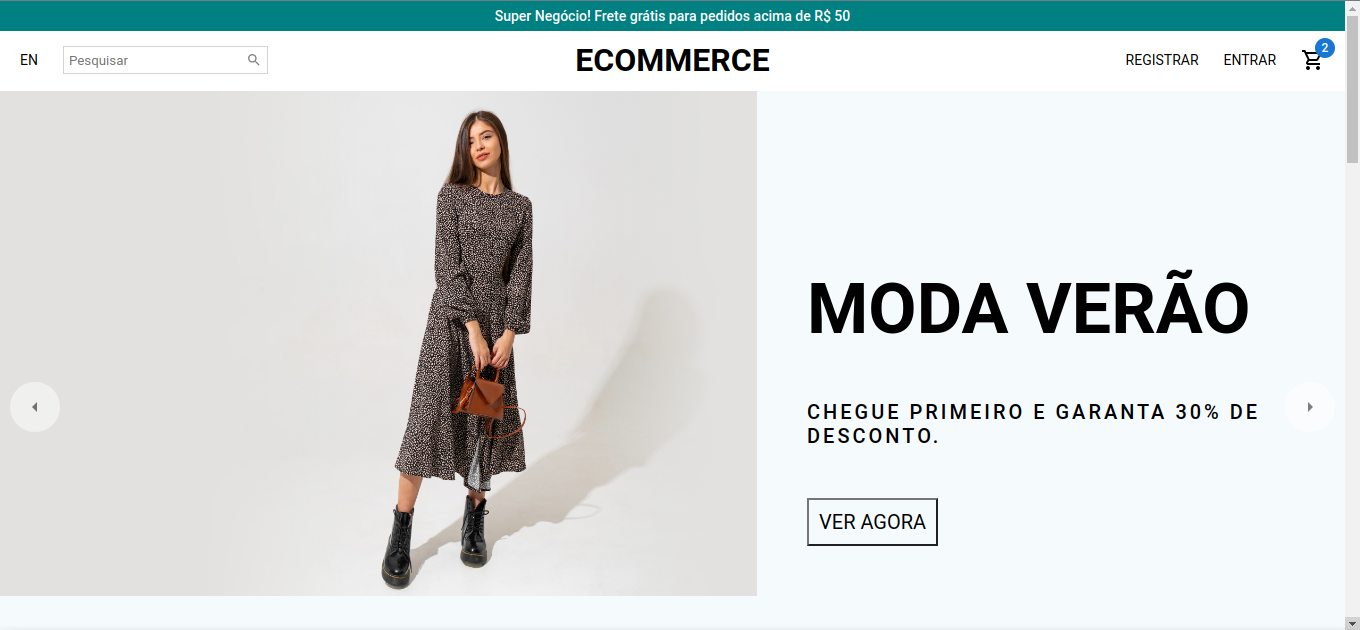 Super Negócio! Frete grátis para pedidos acima de R$ 50
EN
Pesquisar
ECOMMERCE
REGISTRAR
ENTRAR
2
MODA VERÃO
CHEGUE PRIMEIRO E GARANTA 30% DE
DESCONTO.
VER AGORA